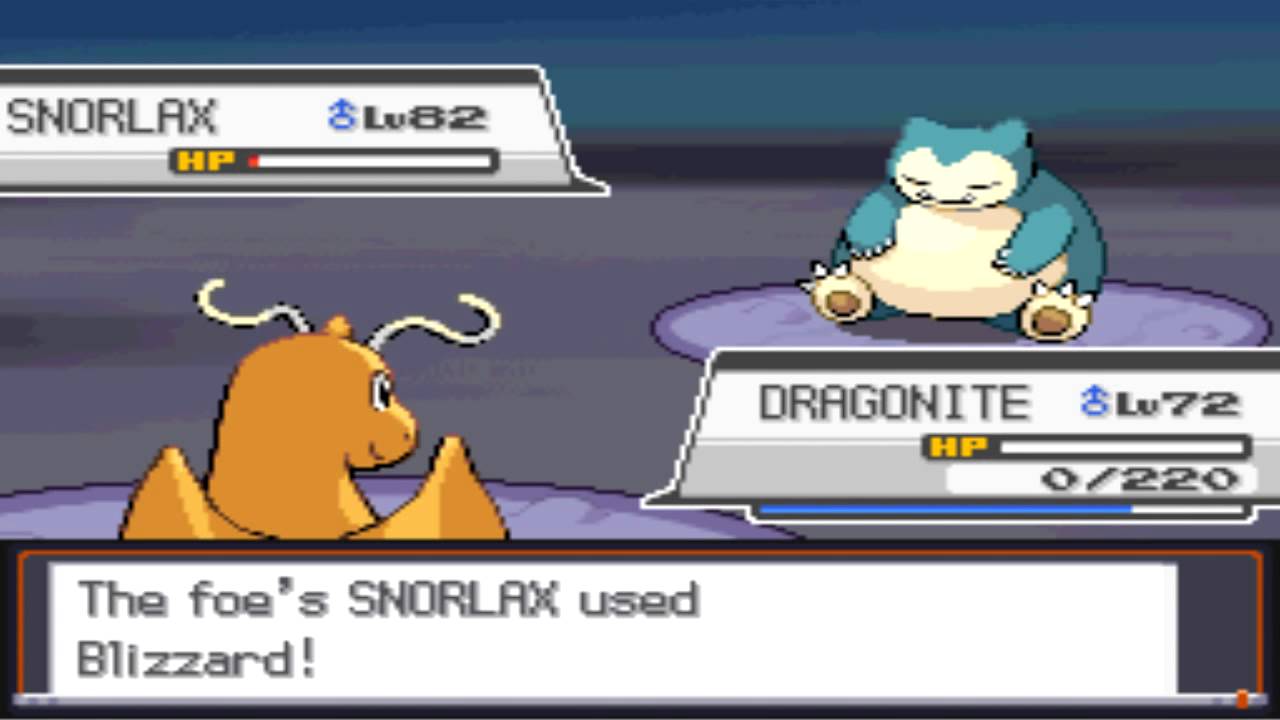 SNORLAX ♂Lv82
HP
DRAGONITE ♂Lv72
HP
0/220
The foe's SNORLAX used
Blizzard!